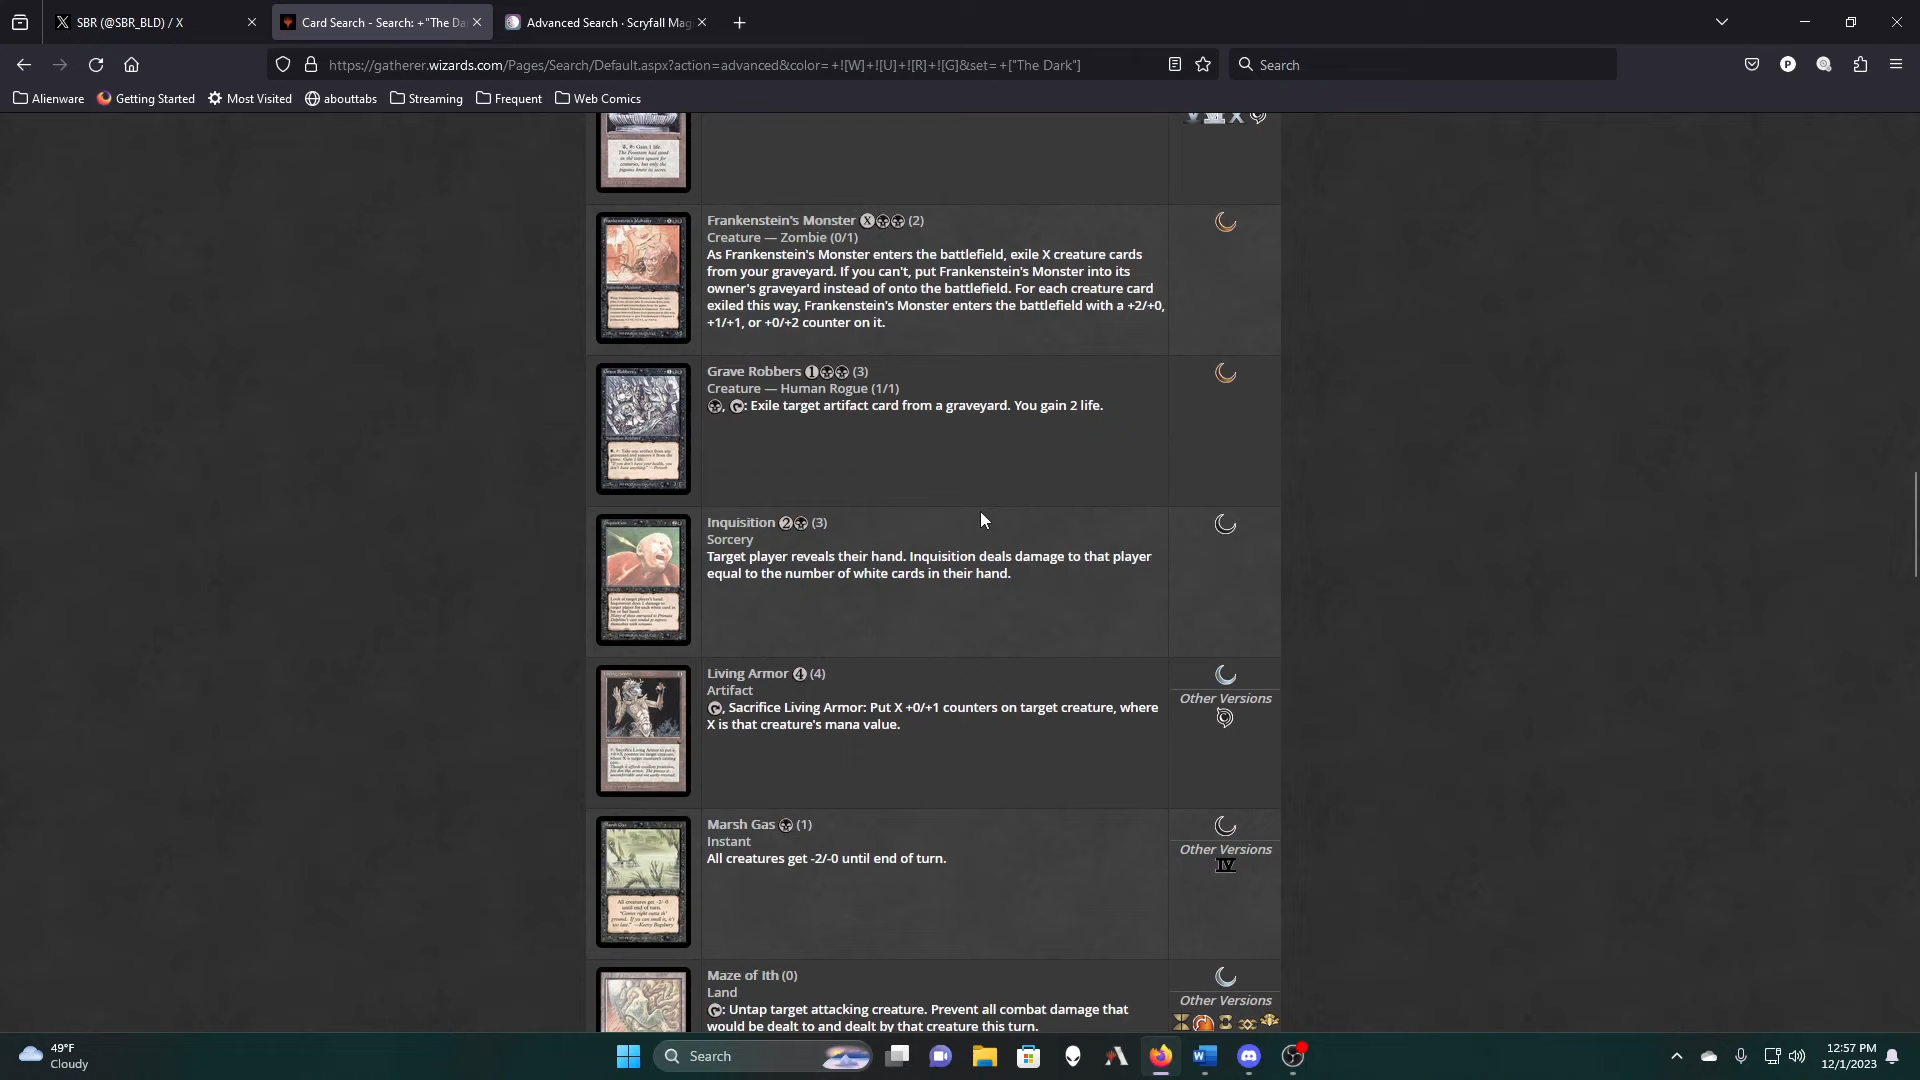 SBR (@SBR_BLD) / X
Card Search - Search: +"The Da
Advanced Search · Scryfall Mag
https://gatherer.wizards.com/Pages/Search/Default.aspx?action=advanced&color=+![W]+![U]+![R]+![G]&set=+["The Dark"]
Search
Alienware
Getting Started
Most Visited
abouttabs
Streaming
Frequent
Web Comics
Frankenstein's Monster X (2)
Creature — Zombie (0/1)
As Frankenstein's Monster enters the battlefield, exile X creature cards
from your graveyard. If you can't, put Frankenstein's Monster into its
owner's graveyard instead of onto the battlefield. For each creature card
exiled this way, Frankenstein's Monster enters the battlefield with a +2/+0,
+1/+1, or +0/+2 counter on it.
Grave Robbers 1 (3)
Creature — Human Rogue (1/1)
, : Exile target artifact card from a graveyard. You gain 2 life.
Inquisition 2 (3)
Sorcery
Target player reveals their hand. Inquisition deals damage to that player
equal to the number of white cards in their hand.
Living Armor 4 (4)
Artifact
, Sacrifice Living Armor: Put X +0/+1 counters on target creature, where
X is that creature's mana value.
Other Versions
Marsh Gas (1)
Instant
All creatures get -2/-0 until end of turn.
Other Versions
IV
Maze of Ith (0)
Land
: Untap target attacking creature. Prevent all combat damage that
would be dealt to and dealt by that creature this turn.
Other Versions
49°F
Cloudy
Search
12:57 PM
12/1/2023